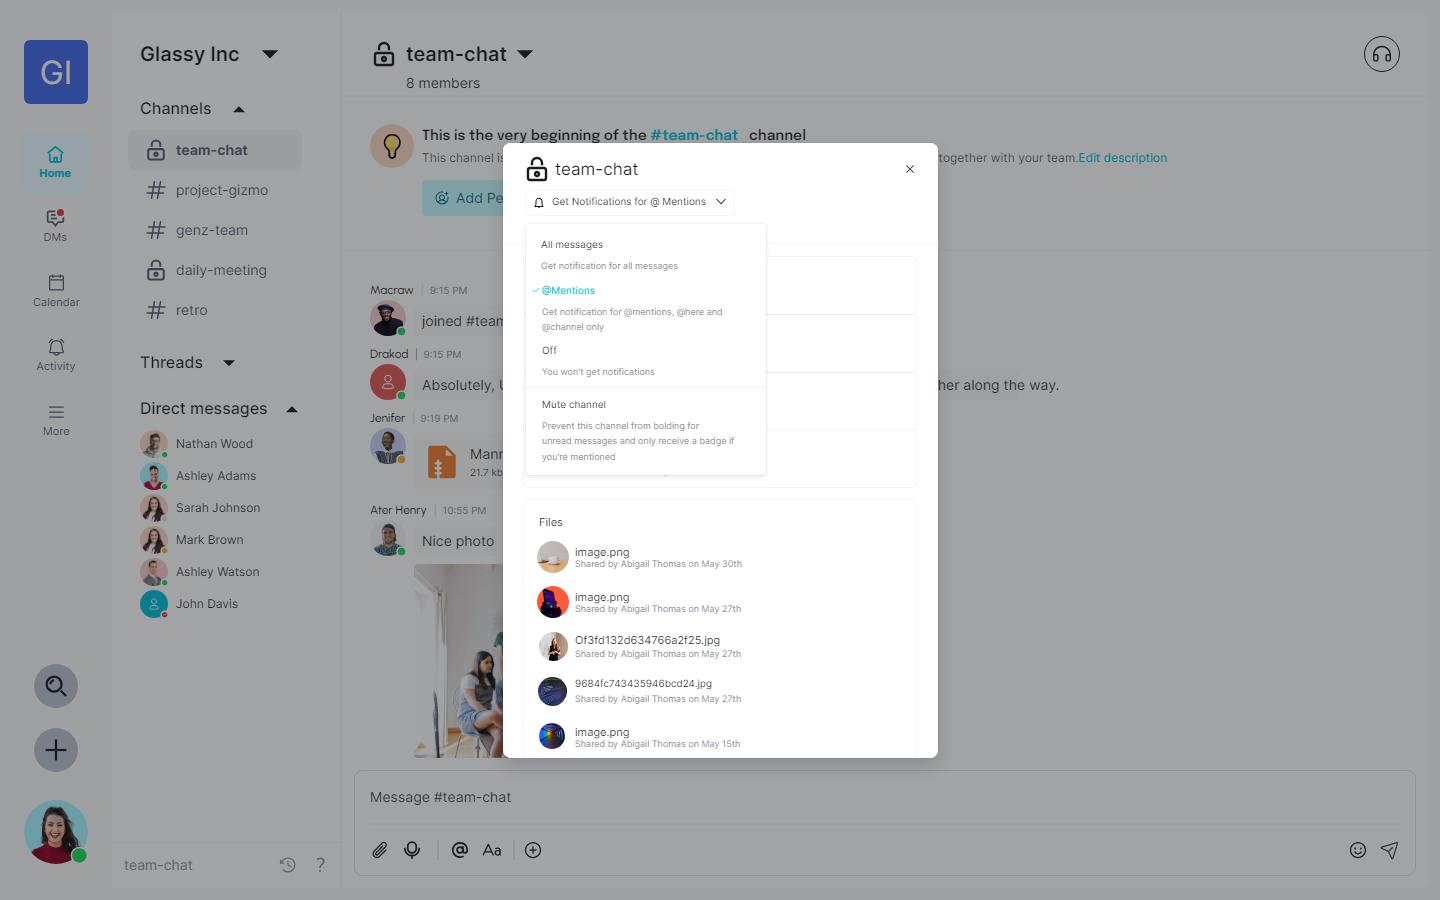 GI
Home
DMs
Calendar
Activity
More
Glassy Inc
Channels
team-chat
project-gizmo
genz-team
daily-meeting
retro
Threads
Direct messages
Nathan Wood
Ashley Adams
Sarah Johnson
Mark Brown
Ashley Watson
John Davis
team-chat
?
team-chat
8 members
This is the very beginning of the #team-chat channel
This channel is
together with your team.Edit description
Add Pe
Macraw | 9:15 PM
joined #team
Drakod | 9:15 PM
Absolutely,
her along the way.
Jenifer | 9:19 PM
21.7 kb
Ater Henry | 10:55 PM
Nice photo
Message #team-chat
@ Aa
team-chat
Get Notifications for @ Mentions
All messages
Get notification for all messages
@Mentions
Get notification for @mentions, @here and
@channel only
Off
You won't get notifications
Mute channel
Prevent this channel from bolding for
unread messages and only receive a badge if
you're mentioned
Files
image.png
Shared by Abigail Thomas on May 30th
image.png
Shared by Abigail Thomas on May 27th
Of3fd132d634766a2f25.jpg
Shared by Abigail Thomas on May 27th
9684fc743435946bcd24.jpg
Shared by Abigail Thomas on May 27th
image.png
Shared by Abigail Thomas on May 15th